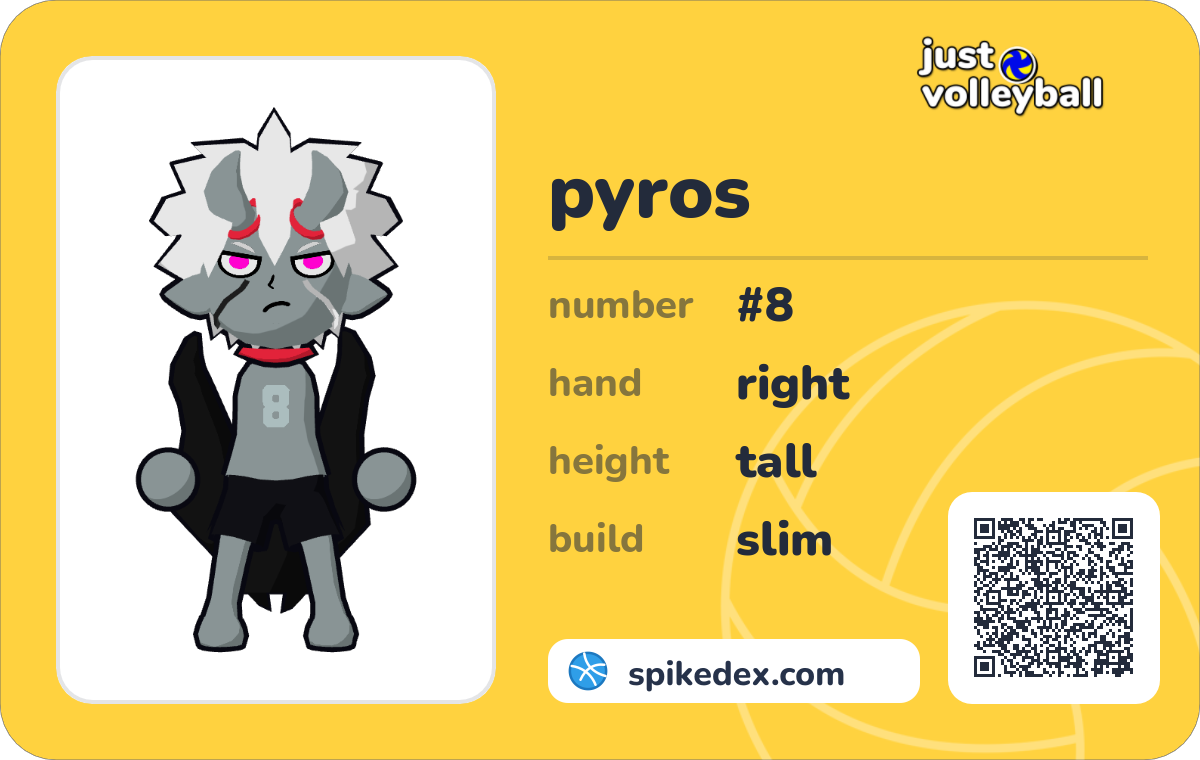 just
volleyball
pyros
number #8
hand right
height tall
build slim
8
spikedex.com